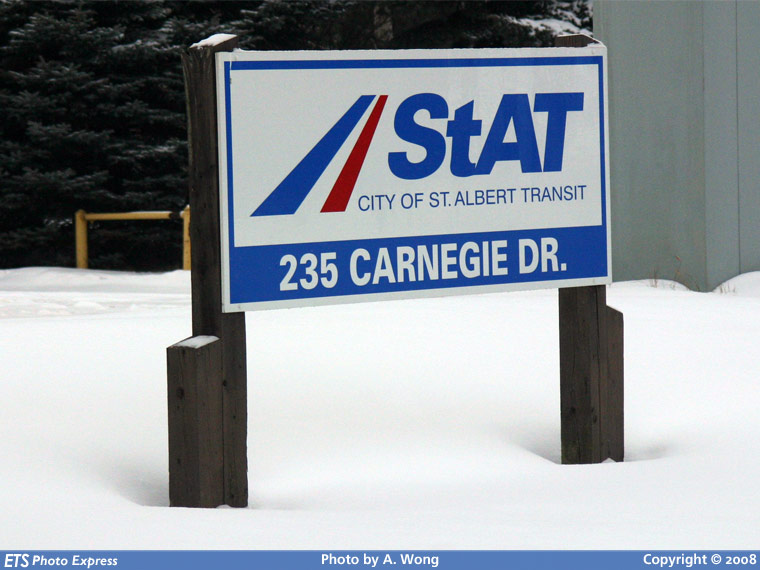 StAT
CITY OF ST. ALBERT TRANSIT
235 CARNEGIE DR.
ETS Photo Express Photo by A. Wong Copyright © 2008